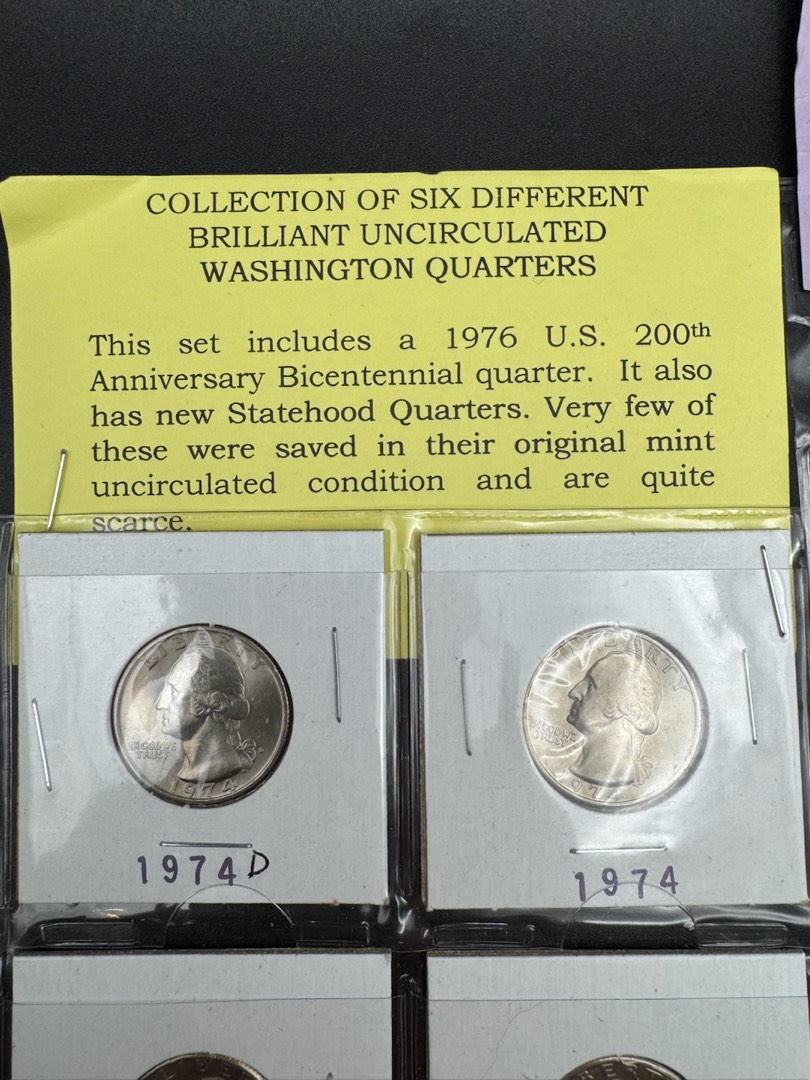 COLLECTION OF SIX DIFFERENT
BRILLIANT UNCIRCULATED
WASHINGTON QUARTERS
This set includes a 1976 U.S. 200th
Anniversary Bicentennial quarter. It also
has new Statehood Quarters. Very few of
these were saved in their original mint
uncirculated condition and are quite
scarce.
LIBERTY
IN GOD WE
TRUST
1974
LIBERTY
IN GOD WE
TRUST
1974 D
1974